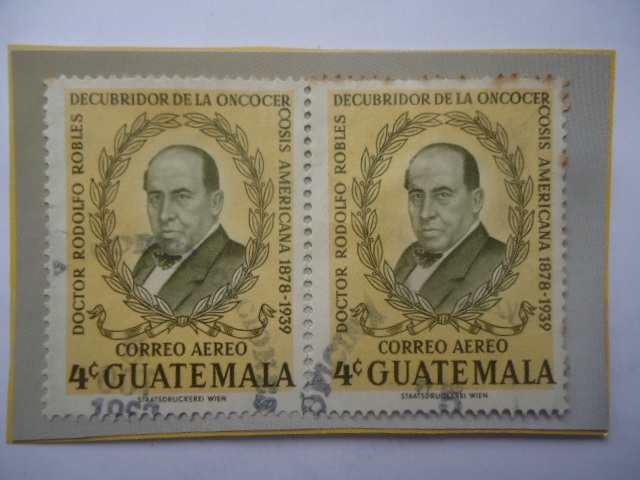 DOCTOR RODOLFO ROBLES
DECUBRIDOR DE LA ONCOCER
COSIS AMERICANA 1878-1939
CORREO AEREO
4¢ GUATEMALA
STAATSDRUCKEREI WIEN
DOCTOR RODOLFO ROBLES
DECUBRIDOR DE LA ONCOCER
COSIS AMERICANA 1878-1939
CORREO AEREO
4¢ GUATEMALA
STAATSDRUCKEREI WIEN